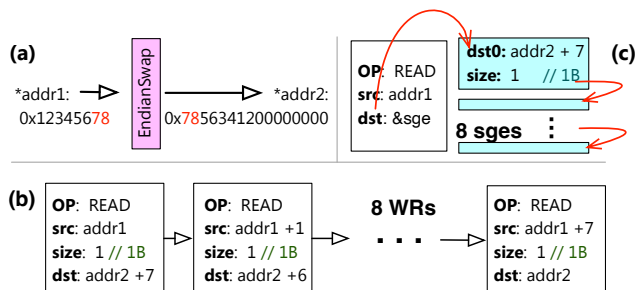 (a)
*addr1:
0x12345678
EndianSwap
*addr2:
0x7856341200000000
OP: READ
src: addr1
dst: &sge
dst0: addr2 + 7
size: 1 // 1B
8 sges
(c)
(b)
OP: READ
src: addr1
size: 1 // 1B
dst: addr2 +7
OP: READ
src: addr1 +1
size: 1 // 1B
dst: addr2 +6
8 WRs
OP: READ
src: addr1 +7
size: 1 // 1B
dst: addr2